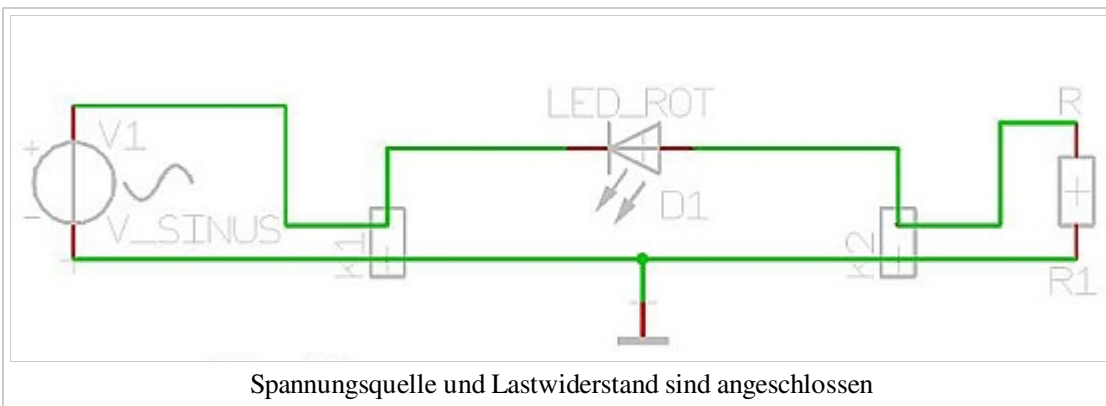 LED_ROT
R
V1
+
-
V_SINUS
D1
K1
K2
R1
Spannungsquelle und Lastwiderstand sind angeschlossen